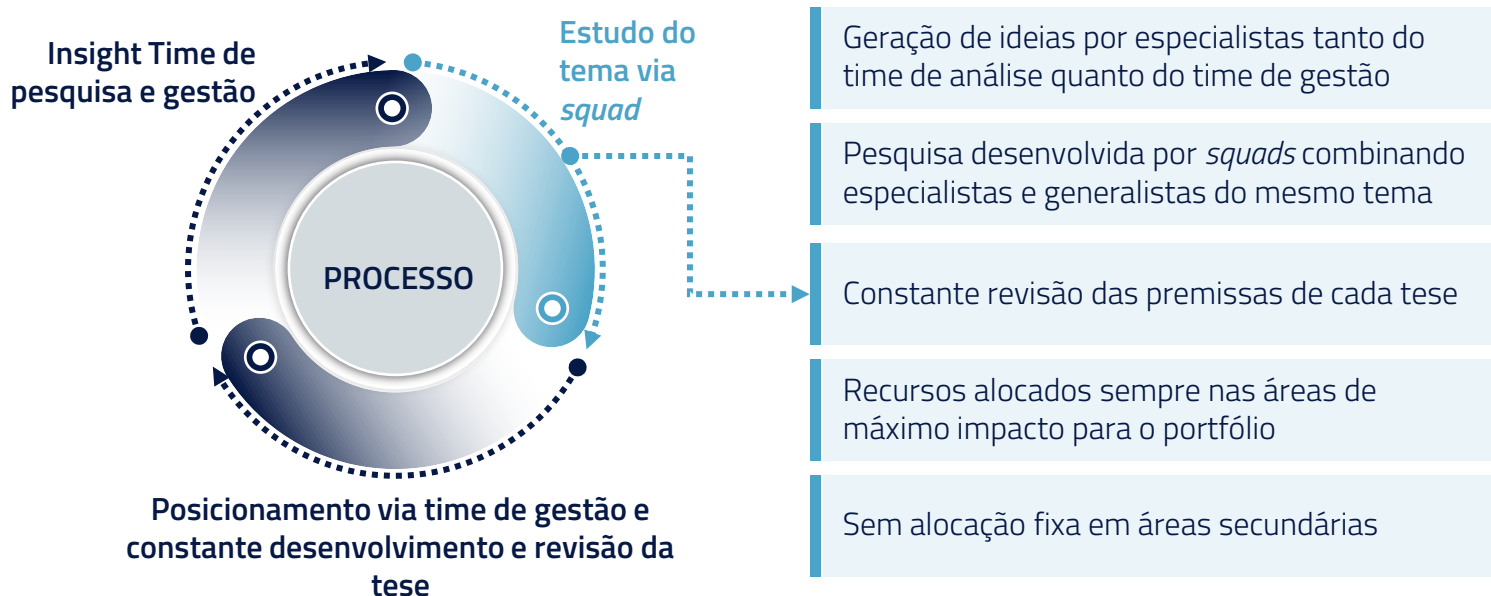 Insight Time de
pesquisa e gestão
Estudo do
tema via
squad
PROCESSO
Posicionamento via time de gestão e
constante desenvolvimento e revisão da
tese
Geração de ideias por especialistas tanto do
time de análise quanto do time de gestão
Pesquisa desenvolvida por squads combinando
especialistas e generalistas do mesmo tema
Constante revisão das premissas de cada tese
Recursos alocados sempre nas áreas de
máximo impacto para o portfólio
Sem alocação fixa em áreas secundárias